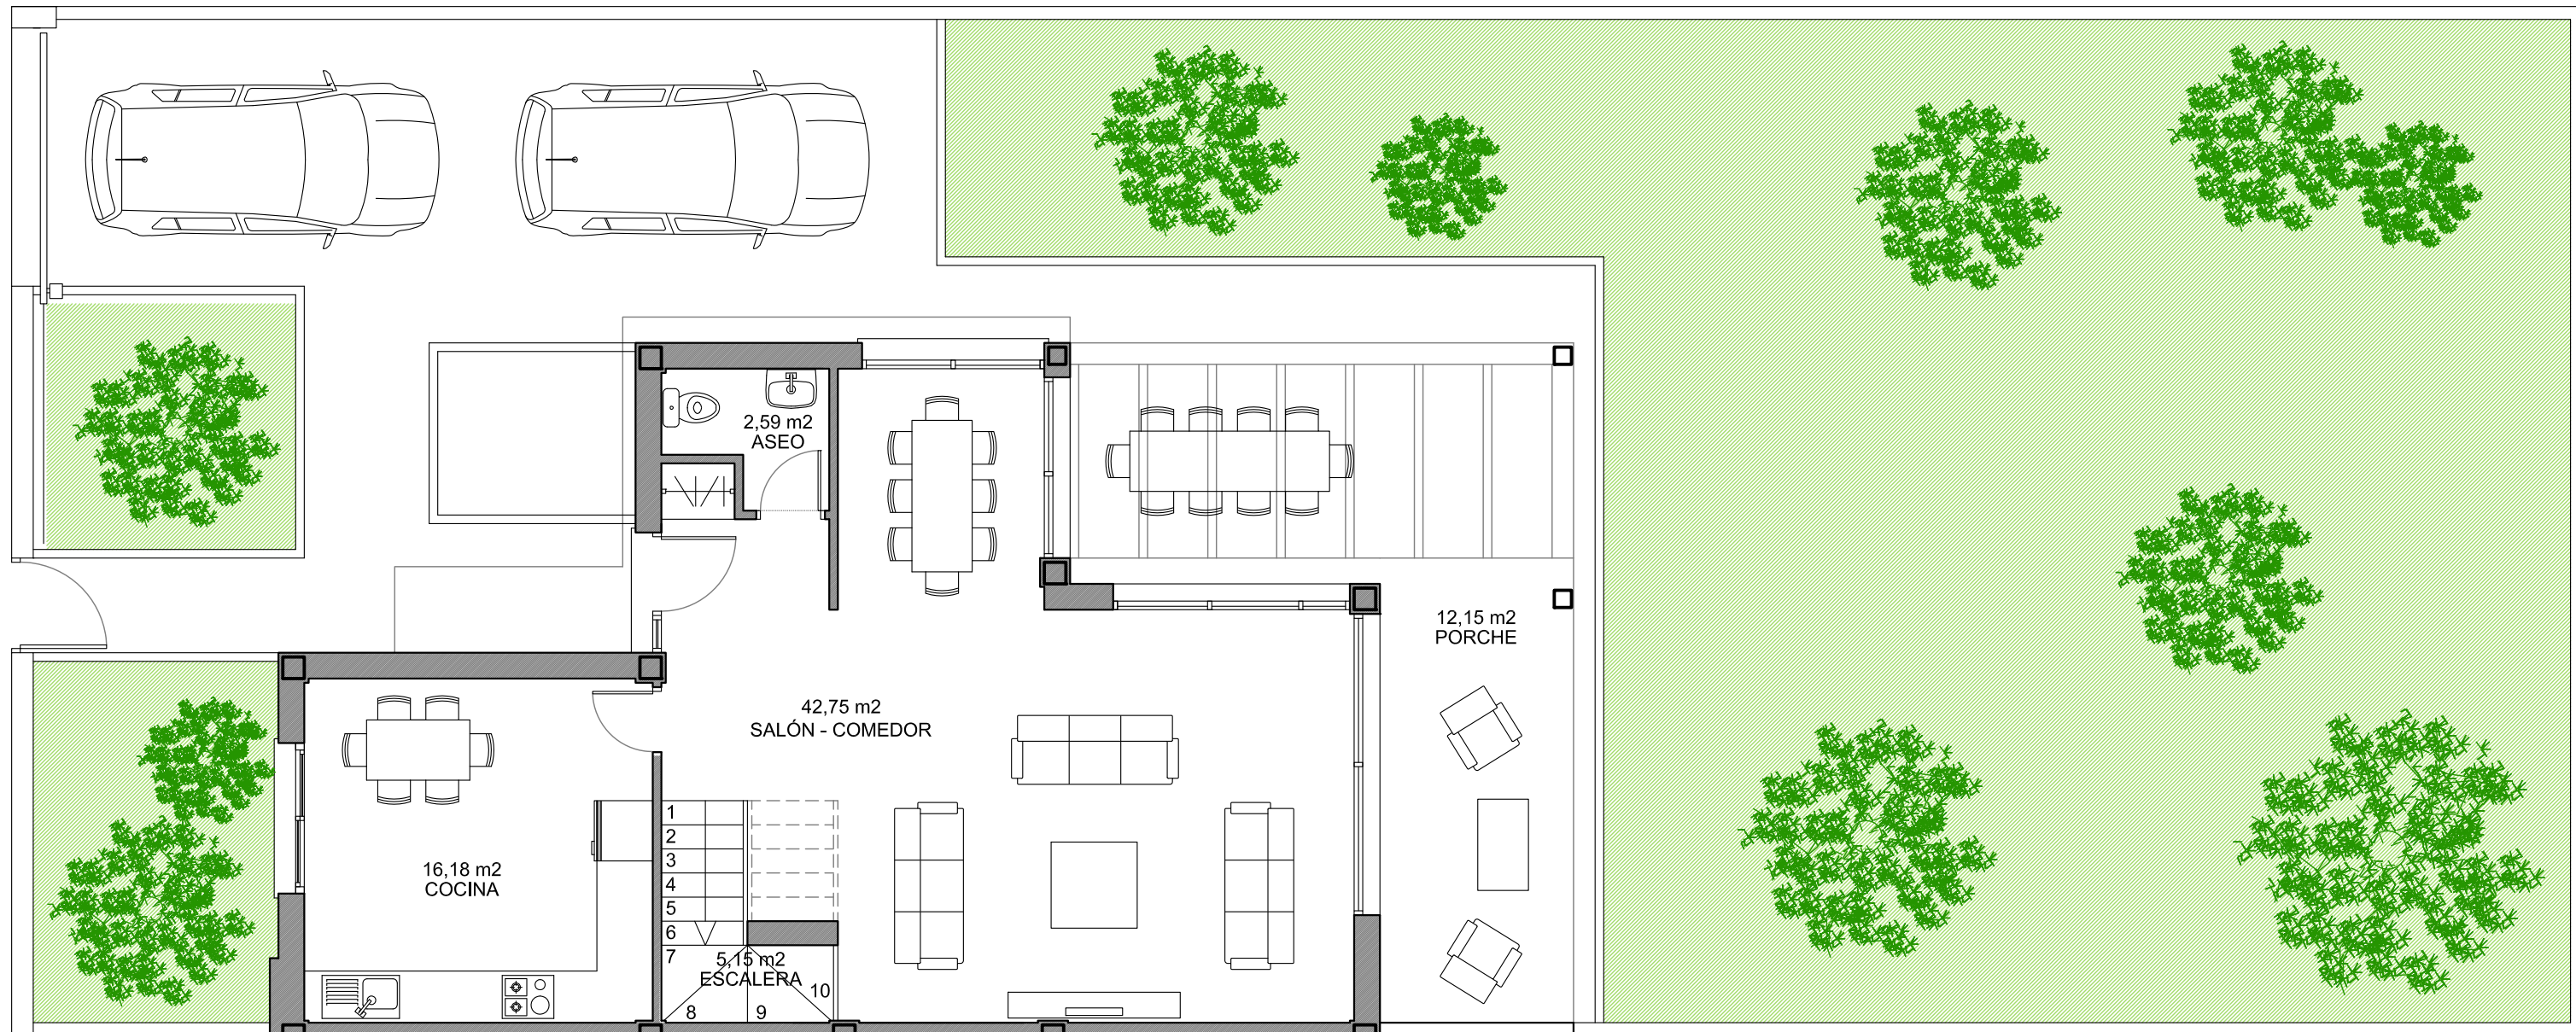 2,59 m2
ASEO
12,15 m2
PORCHE
42,75 m2
SALÓN - COMEDOR
16,18 m2
COCINA
1
2
3
4
5
6
7
5,15 m2
ESCALERA
8
9
10